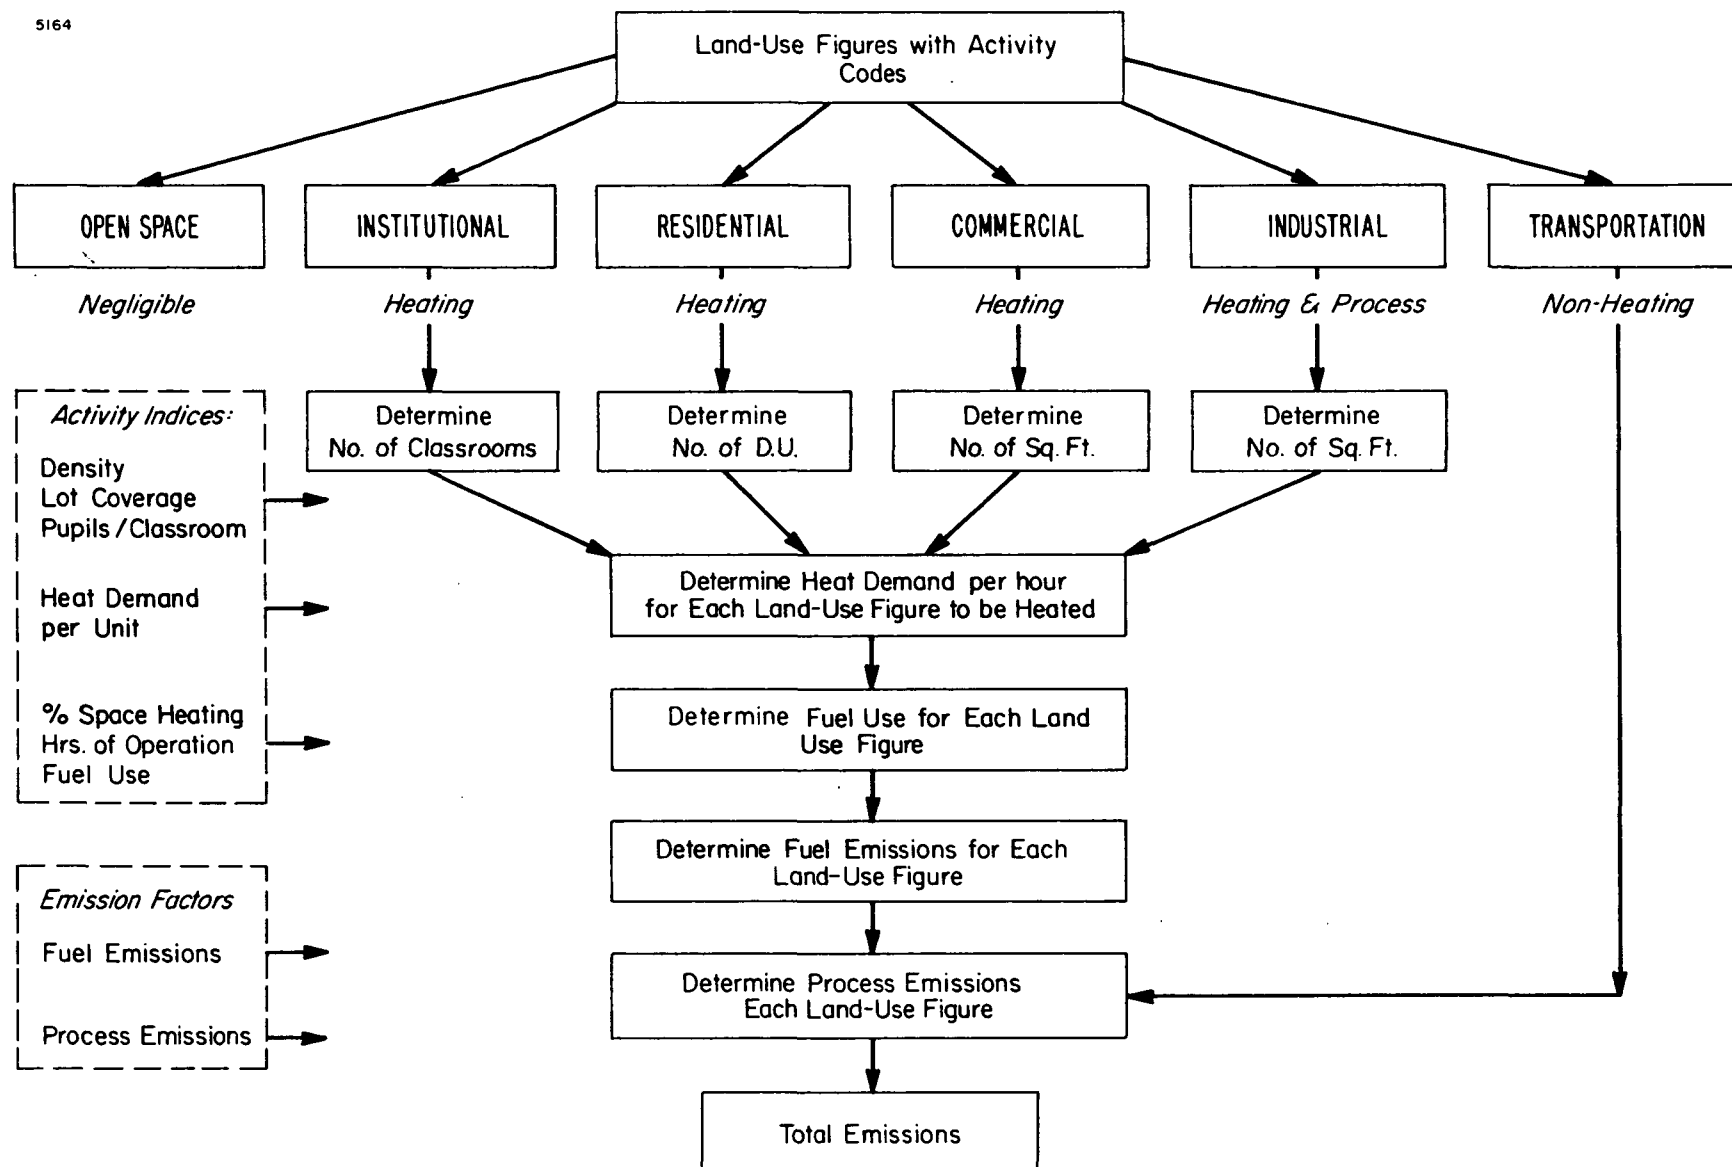 5164
Land-Use Figures with Activity
Codes
OPEN SPACE
INSTITUTIONAL
RESIDENTIAL
COMMERCIAL
INDUSTRIAL
TRANSPORTATION
Negligible
Heating
Heating
Heating
Heating & Process
Non-Heating
Activity Indices:
Density
Lot Coverage
Pupils/Classroom
Heat Demand
per Unit
% Space Heating
Hrs. of Operation
Fuel Use
Determine
No. of Classrooms
Determine
No. of D.U.
Determine
No. of Sq. Ft.
Determine
No. of Sq. Ft.
Determine Heat Demand per hour
for Each Land-Use Figure to be Heated
Determine Fuel Use for Each Land
Use Figure
Determine Fuel Emissions for Each
Land-Use Figure
Emission Factors
Fuel Emissions
Process Emissions
Determine Process Emissions
Each Land-Use Figure
Total Emissions